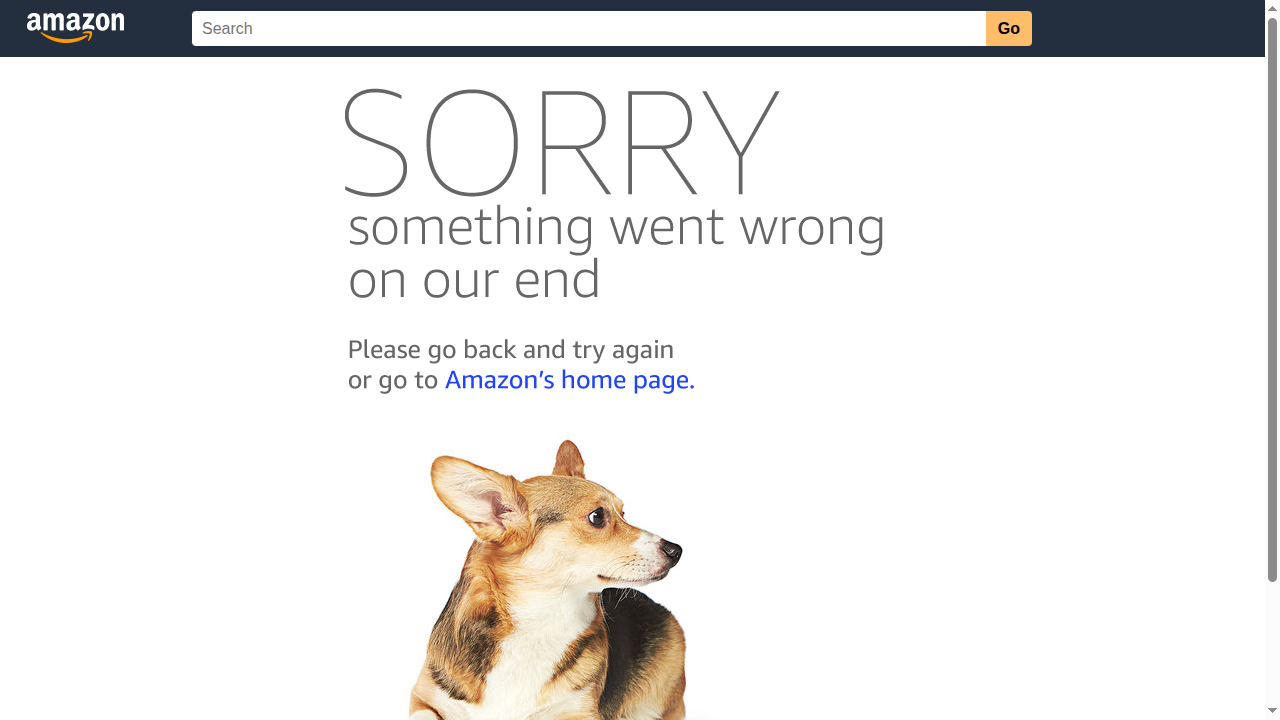 amazon
Search
Go
SORRY
something went wrong
on our end
Please go back and try again
or go to Amazon’s home page.